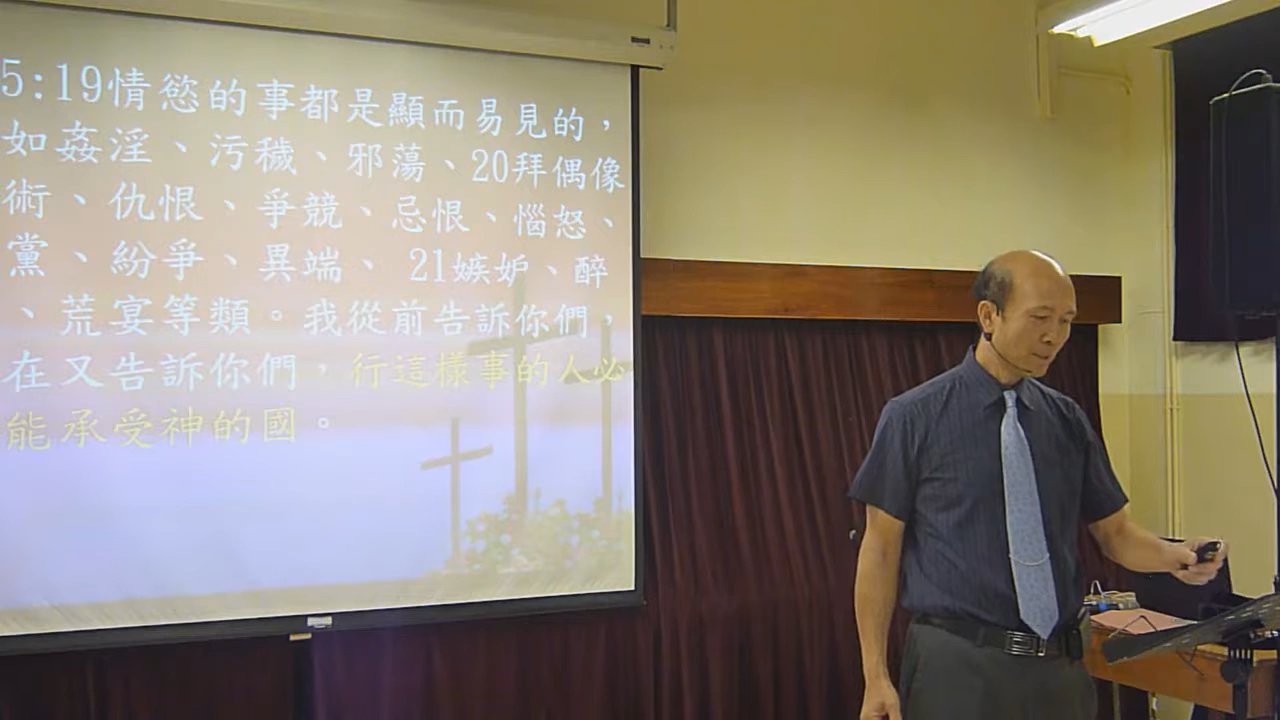 5:19情慾的事都是顯而易見的，
如姦淫、污穢、邪蕩、20拜偶像
術、仇恨、爭競、忌恨、惱怒、
黨、紛爭、異端、 21嫉妒、醉
、荒宴等類。我從前告訴你們，
在又告訴你們，行這樣事的人必
能承受神的國。